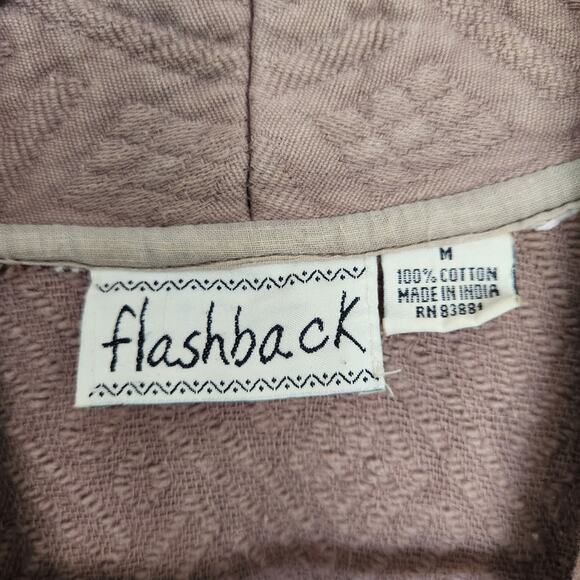 flashback
M
100% COTTON
MADE IN INDIA
RN 83881